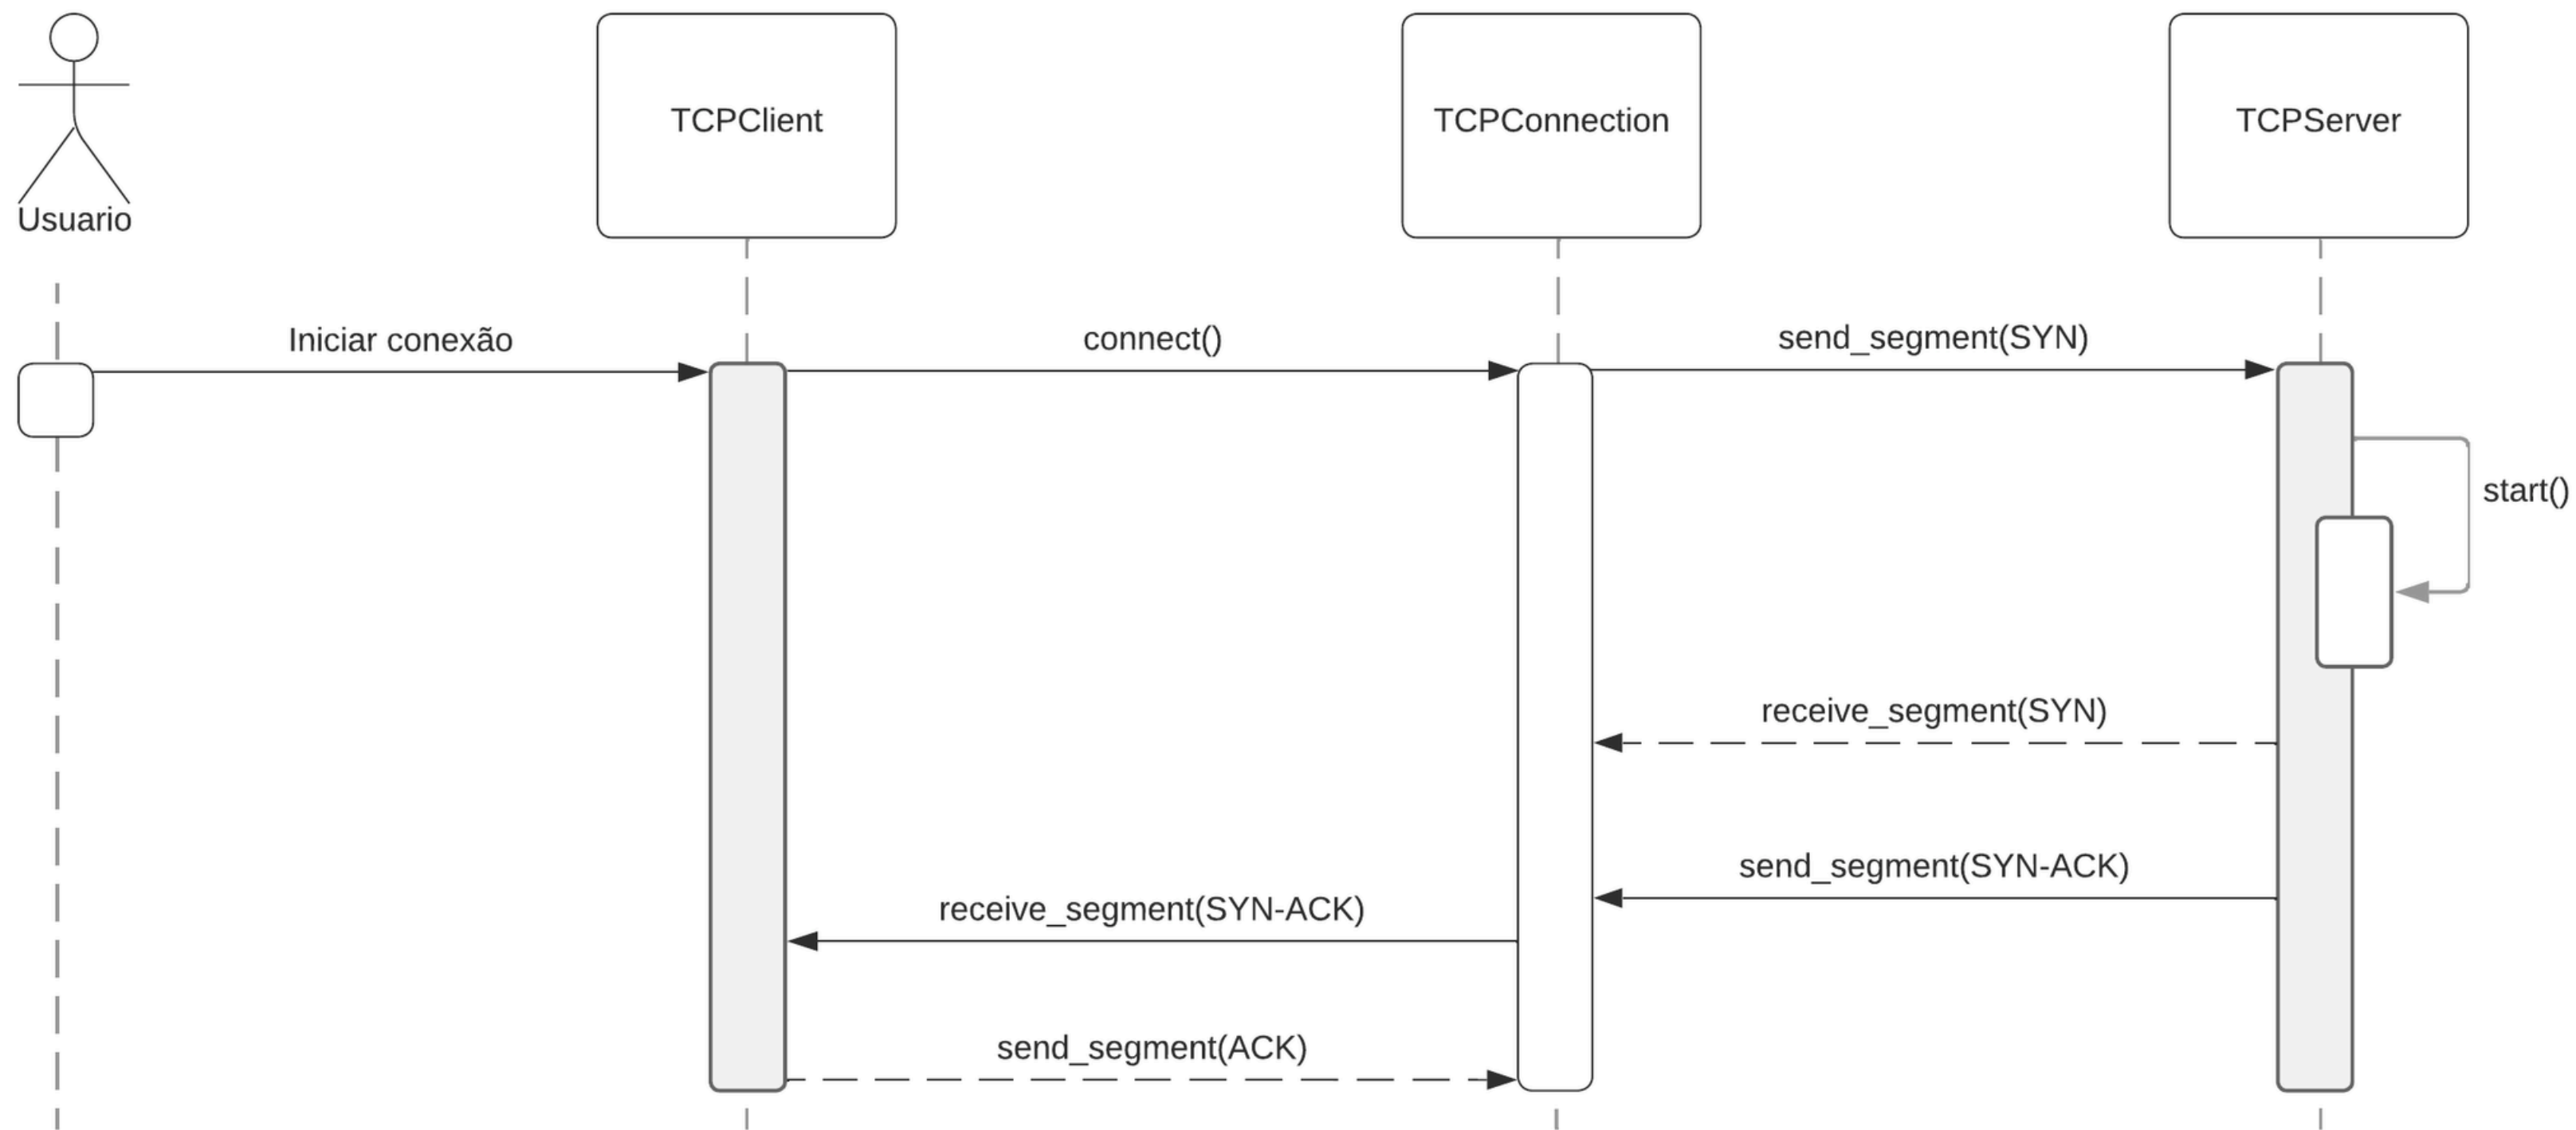 Usuario
TCPClient
TCPConnection
TCPServer
Iniciar conexão
connect()
send_segment(SYN)
start()
receive_segment(SYN)
send_segment(SYN-ACK)
receive_segment(SYN-ACK)
send_segment(ACK)